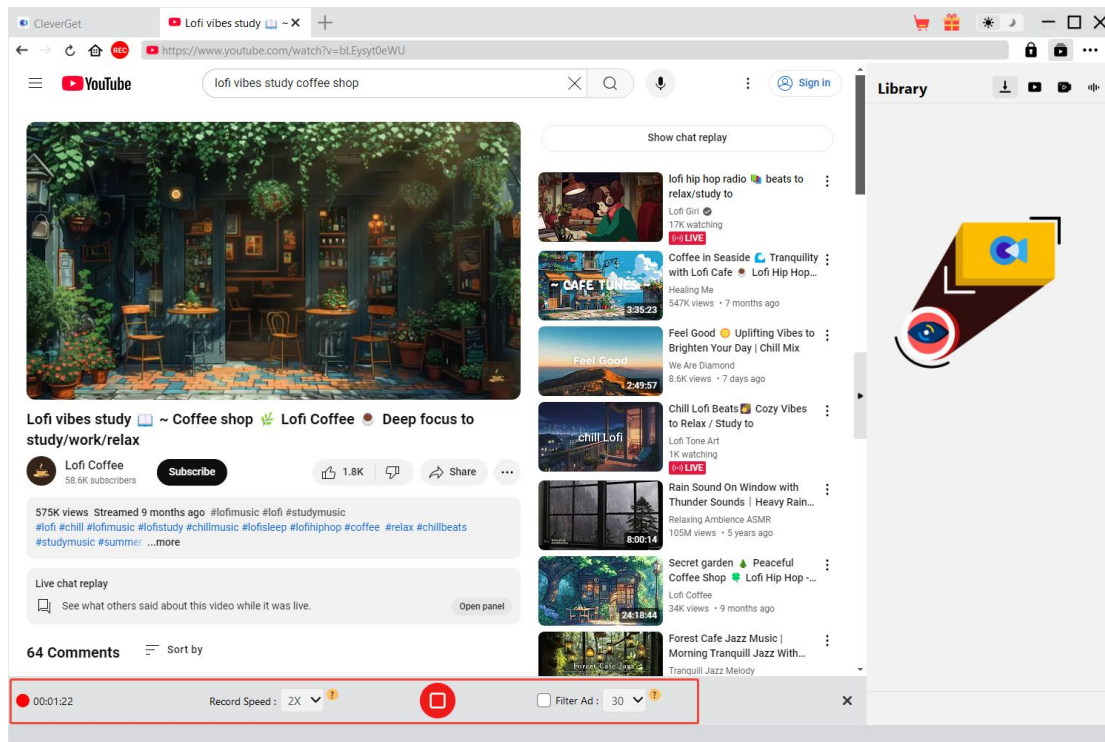 CleverGet
Lofi vibes study 📖 ~
REC
https://www.youtube.com/watch?v=bLEysyt0eWU
YouTube
lofi vibes study coffee shop
Sign in
Lofi vibes study 📖 ~ Coffee shop 🌿 Lofi Coffee ☕ Deep focus to
study/work/relax
Lofi Coffee
58.6K subscribers
Subscribe
1.8K
Share
575K views Streamed 9 months ago #lofimusic #lofi #studymusic
#lofi #chill #lofimusic #lofistudy #chillmusic #lofisleep #lofihiphop #coffee #relax #chillbeats
#studymusic #summer ...more
Live chat replay
See what others said about this video while it was live.
Open panel
64 Comments
Sort by
Show chat replay
lofi hip hop radio 📚 beats to
relax/study to
Lofi Girl
17K watching
LIVE
~ CAFE TUNES ~
3:35:23
Coffee in Seaside 🌊 Tranquility
with Lofi Cafe ☕ Lofi Hip Hop...
Healing Me
547K views • 7 months ago
Feel Good
2:49:57
Feel Good 🌞 Uplifting Vibes to
Brighten Your Day | Chill Mix
We Are Diamond
8.6K views • 7 days ago
chill Lofi
Chill Lofi Beats 🌠 Cozy Vibes
to Relax / Study to
Lofi Tone Art
1K watching
LIVE
8:00:14
Rain Sound On Window with
Thunder Sounds | Heavy Rain...
Relaxing Ambience ASMR
105M views • 5 years ago
24:18:44
Secret garden 🌲 Peaceful
Coffee Shop 🍀 Lofi Hip Hop -...
Lofi Coffee
34K views • 9 months ago
Forest Cafe Jazz
Forest Cafe Jazz Music |
Morning Tranquill Jazz With...
Tranquill Jazz Melody
Library
00:01:22
Record Speed :
2X
?
Filter Ad :
30
?